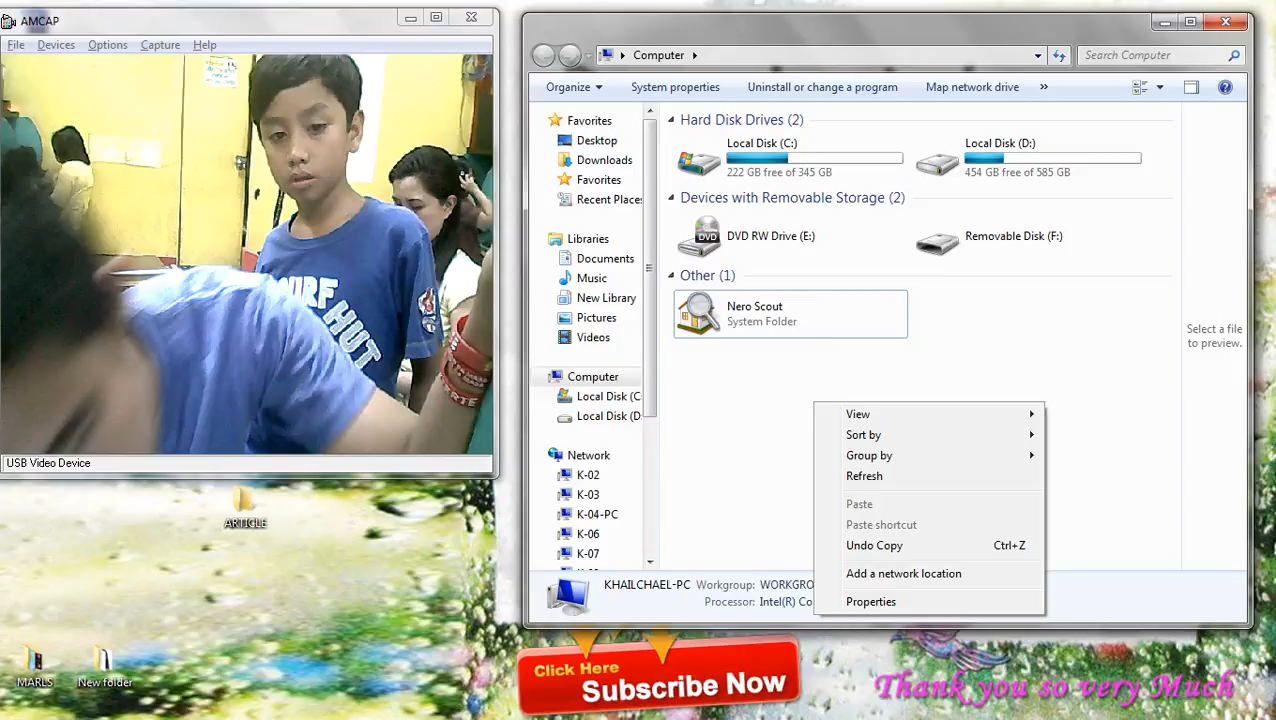 AMCAP
File Devices Options Capture Help
SURF
HUT
USB Video Device
ARTICLE
MARLS
New folder
Computer
Search Computer
Organize
System properties
Uninstall or change a program
Map network drive
»
Favorites
Desktop
Downloads
Favorites
Recent Places
Libraries
Documents
Music
New Library
Pictures
Videos
Computer
Local Disk (C
Local Disk (D
Network
K-02
K-03
K-04-PC
K-06
K-07
Hard Disk Drives (2)
Local Disk (C:)
222 GB free of 345 GB
Local Disk (D:)
454 GB free of 585 GB
Devices with Removable Storage (2)
DVD
DVD RW Drive (E:)
Removable Disk (F:)
Other (1)
Nero Scout
System Folder
Select a file
to preview.
View
Sort by
Group by
Refresh
Paste
Paste shortcut
Undo Copy Ctrl+Z
Add a network location
Properties
KHAILCHAEL-PC Workgroup: WORKGRO
Processor: Intel(R) Co
Click Here
Subscribe Now
Thank you so very Much